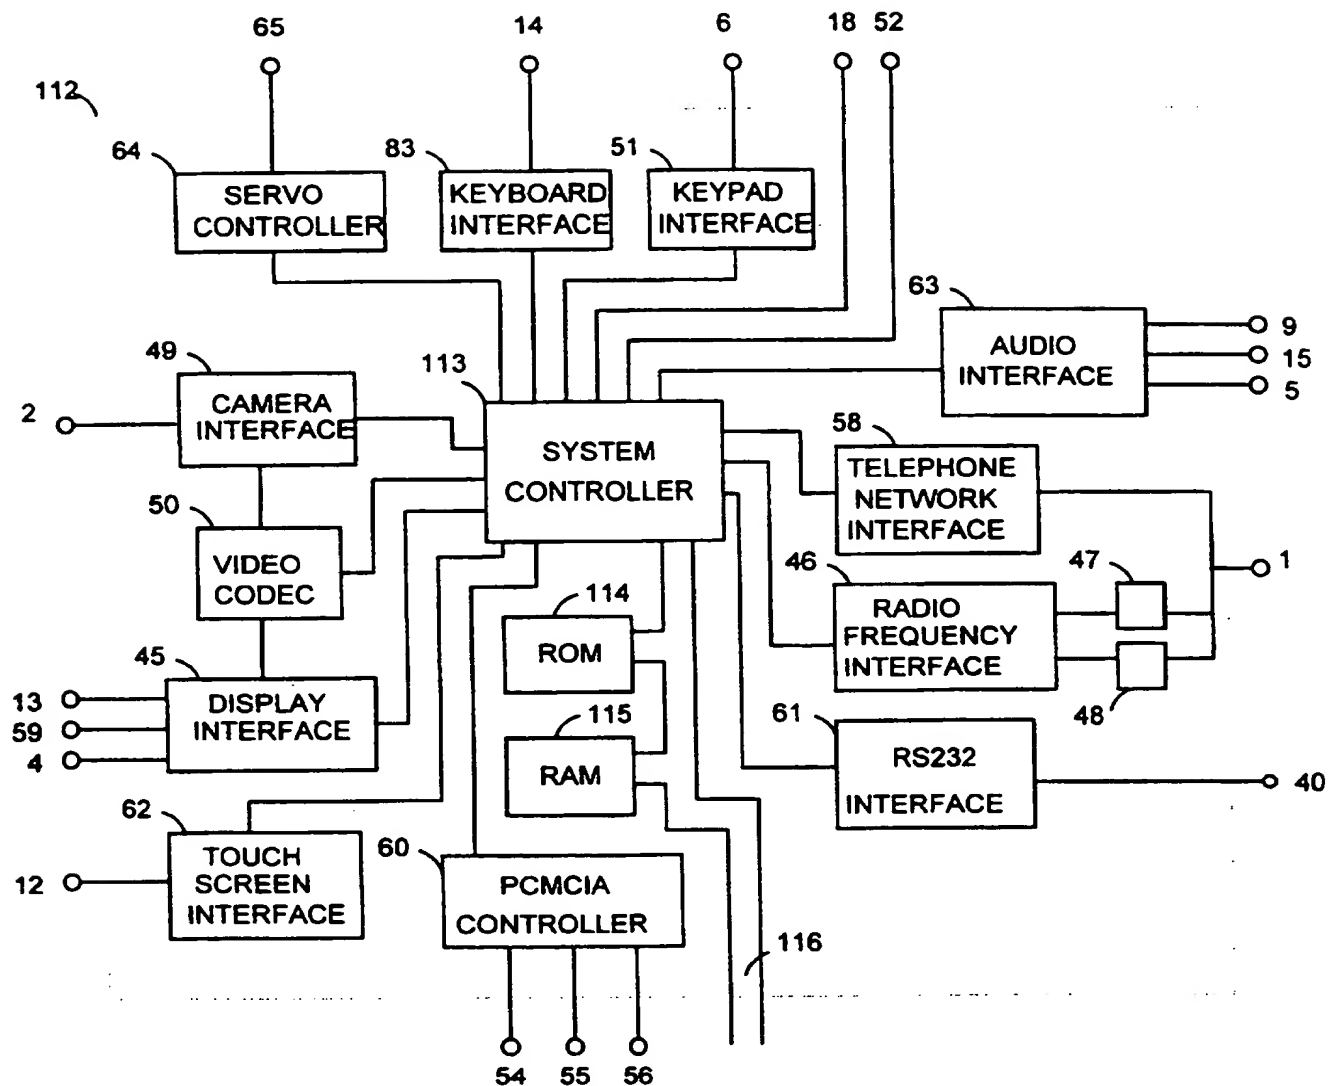 65
14
6
18
52
112
64
SERVO
CONTROLLER
83
KEYBOARD
INTERFACE
51
KEYPAD
INTERFACE
63
AUDIO
INTERFACE
9
15
5
49
CAMERA
INTERFACE
2
113
SYSTEM
CONTROLLER
58
TELEPHONE
NETWORK
INTERFACE
50
VIDEO
CODEC
46
RADIO
FREQUENCY
INTERFACE
47
48
1
114
ROM
45
DISPLAY
INTERFACE
13
59
4
115
RAM
61
RS232
INTERFACE
40
62
TOUCH
SCREEN
INTERFACE
12
60
PCMCIA
CONTROLLER
116
54
55
56